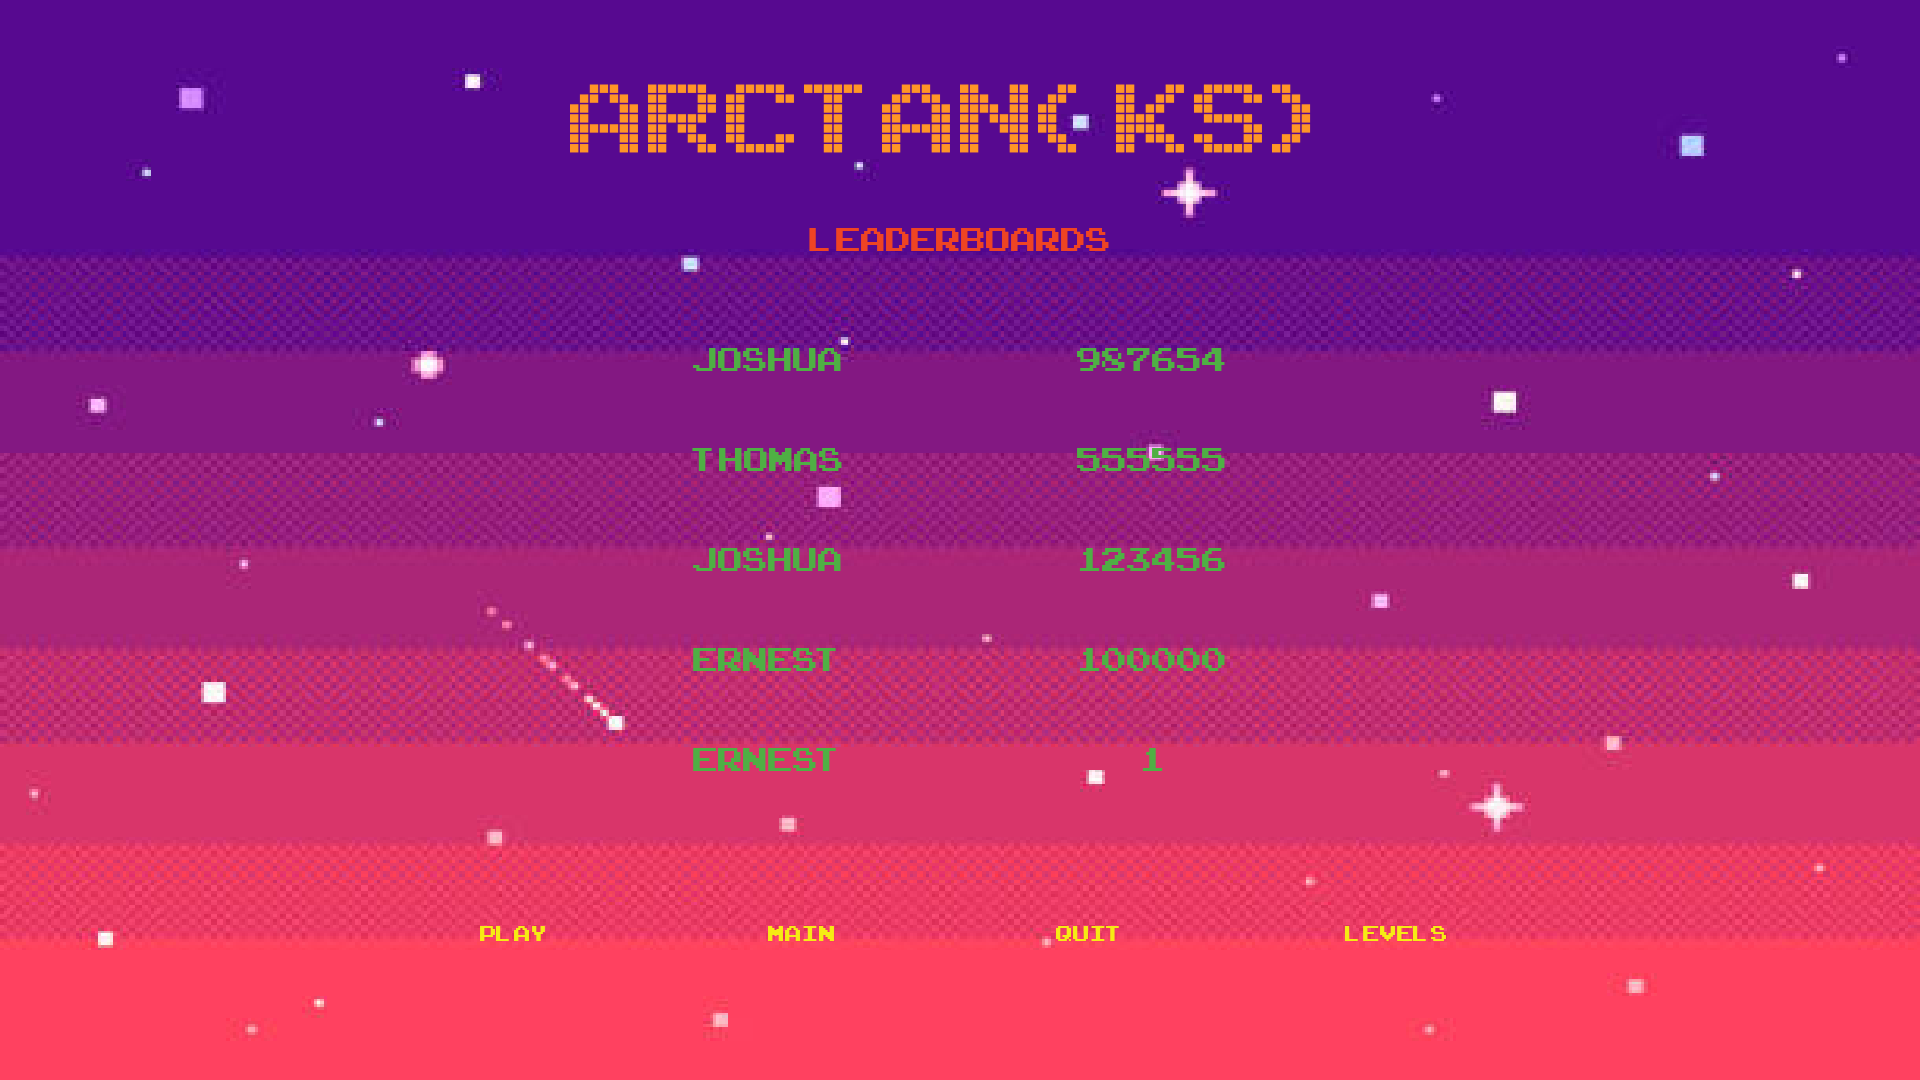 ARCTAN(KS)
LEADERBOARDS
JOSHUA 987654
THOMAS 555555
JOSHUA 123456
ERNEST 100000
ERNEST 1
PLAY MAIN QUIT LEVELS